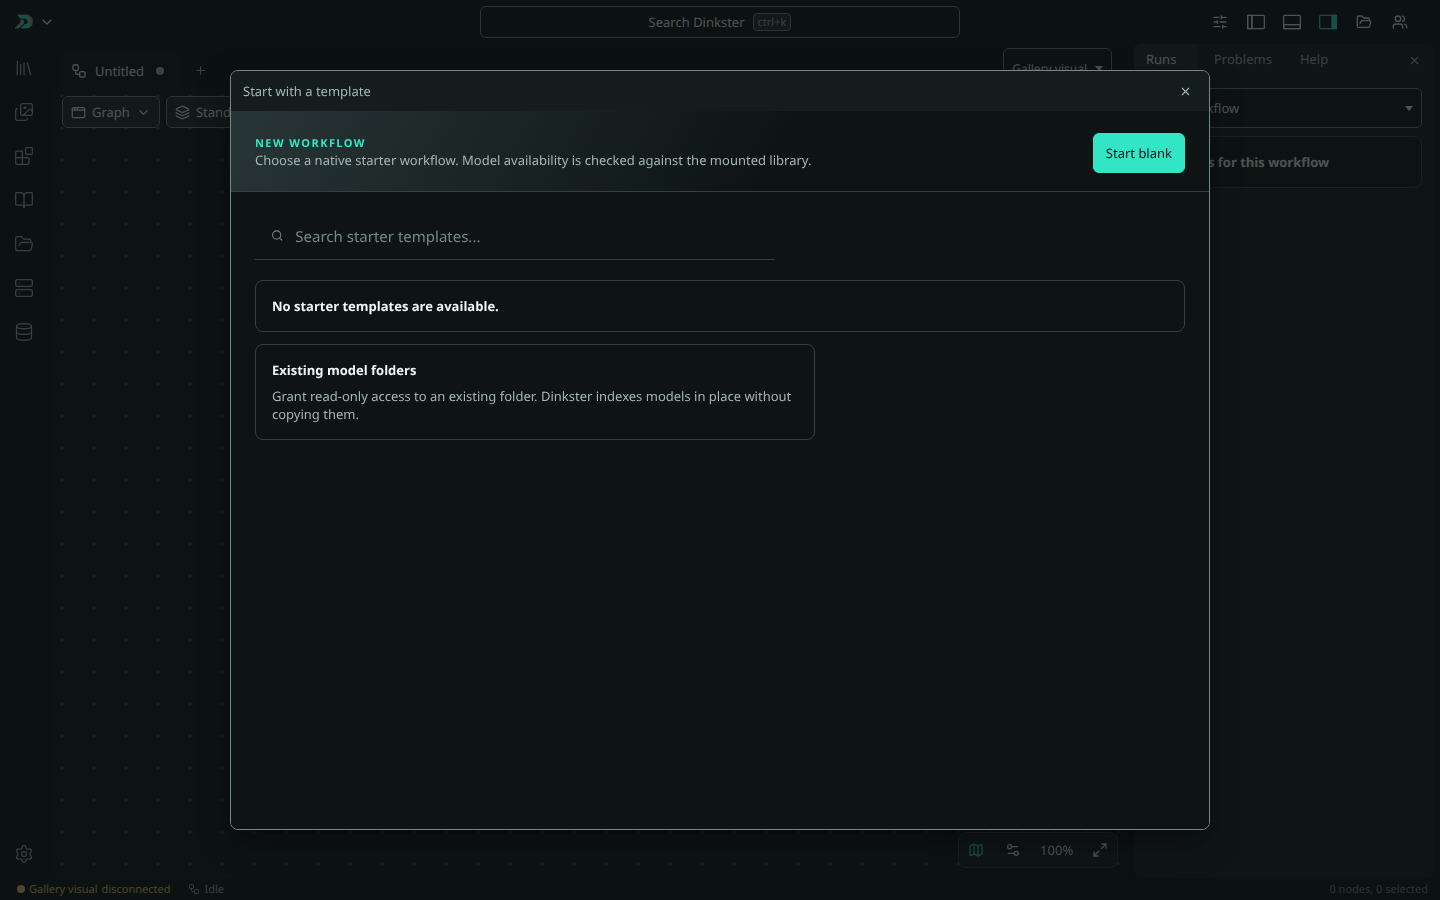 Search Dinkster ctrl+k
Untitled
Gallery visual
Runs Problems Help
Graph
Start with a template
NEW WORKFLOW
Choose a native starter workflow. Model availability is checked against the mounted library.
Start blank
s for this workflow
Search starter templates...
No starter templates are available.
Existing model folders
Grant read-only access to an existing folder. Dinkster indexes models in place without
copying them.
100%
Gallery visual disconnected
Idle
0 nodes, 0 selected